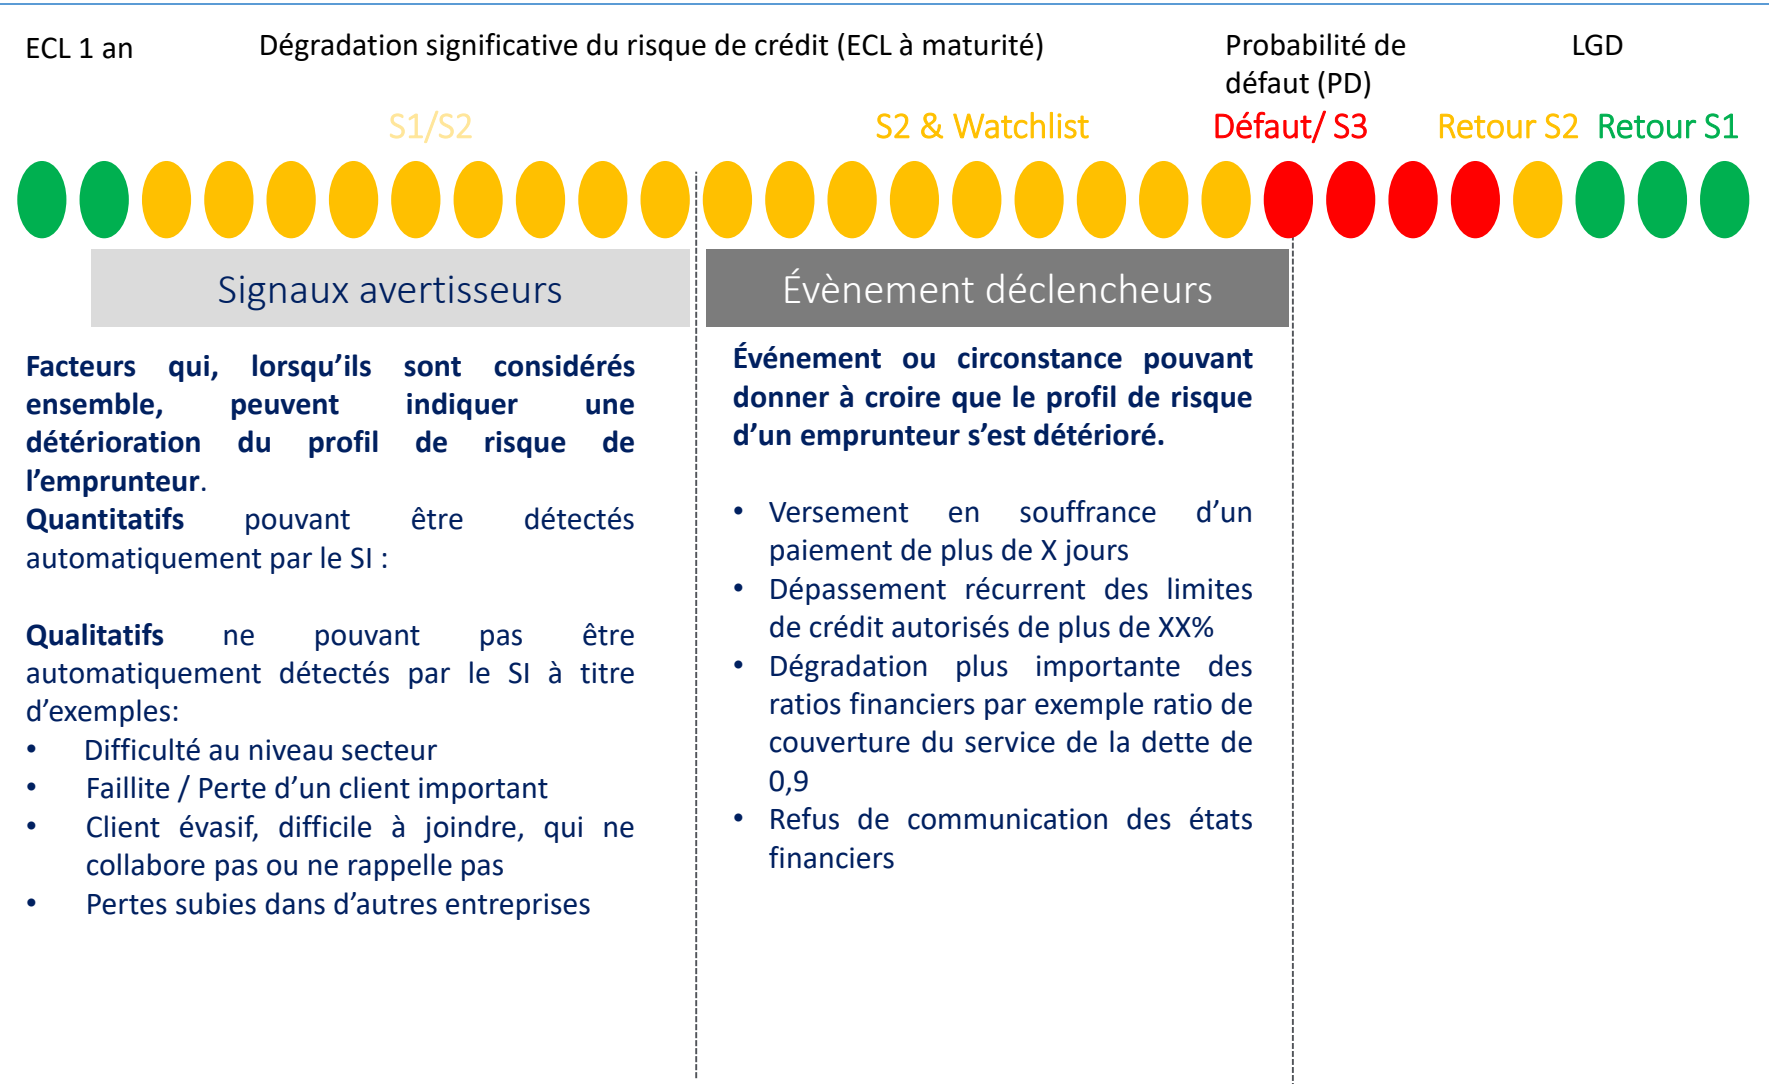 ECL 1 an
Dégradation significative du risque de crédit (ECL à maturité)
Probabilité de
défaut (PD)
LGD
S1/S2
S2 & Watchlist
Défaut/ S3
Retour S2
Retour S1
Signaux avertisseurs
Facteurs qui, lorsqu’ils sont considérés
ensemble, peuvent indiquer une
détérioration du profil de risque de
l’emprunteur.
Quantitatifs pouvant être détectés
automatiquement par le SI :
Qualitatifs ne pouvant pas être
automatiquement détectés par le SI à titre
d’exemples:
• Difficulté au niveau secteur
• Faillite / Perte d’un client important
• Client évasif, difficile à joindre, qui ne
collabore pas ou ne rappelle pas
• Pertes subies dans d’autres entreprises
Évènement déclencheurs
Événement ou circonstance pouvant
donner à croire que le profil de risque
d’un emprunteur s’est détérioré.
• Versement en souffrance d’un
paiement de plus de X jours
• Dépassement récurrent des limites
de crédit autorisés de plus de XX%
• Dégradation plus importante des
ratios financiers par exemple ratio de
couverture du service de la dette de
0,9
• Refus de communication des états
financiers